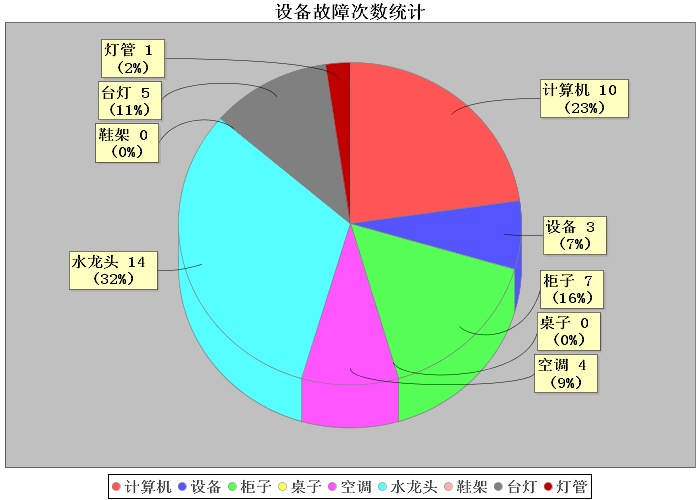 设备故障次数统计
灯管 1
(2%)
台灯 5
(11%)
鞋架 0
(0%)
水龙头 14
(32%)
计算机 10
(23%)
设备 3
(7%)
柜子 7
(16%)
桌子 0
(0%)
空调 4
(9%)
计算机 设备 柜子 桌子 空调 水龙头 鞋架 台灯 灯管